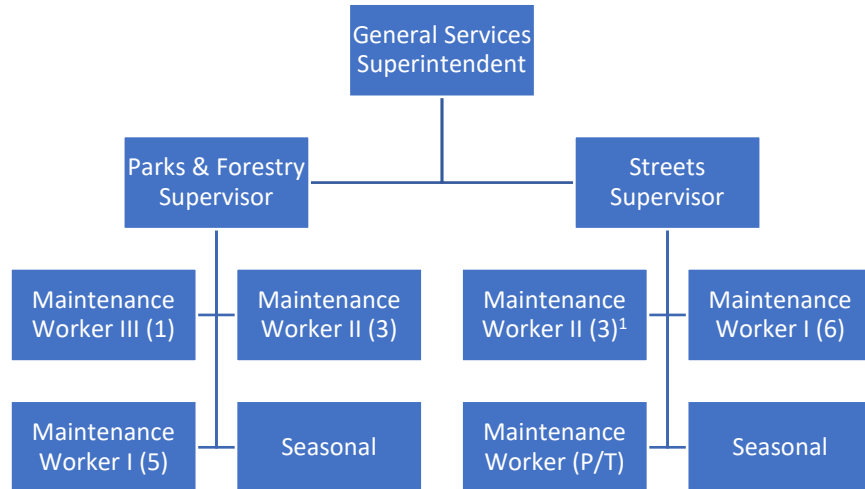 General Services
Superintendent
Parks & Forestry
Supervisor
Streets
Supervisor
Maintenance
Worker III (1)
Maintenance
Worker II (3)
Maintenance
Worker II (3)¹
Maintenance
Worker I (6)
Maintenance
Worker I (5)
Seasonal
Maintenance
Worker (P/T)
Seasonal